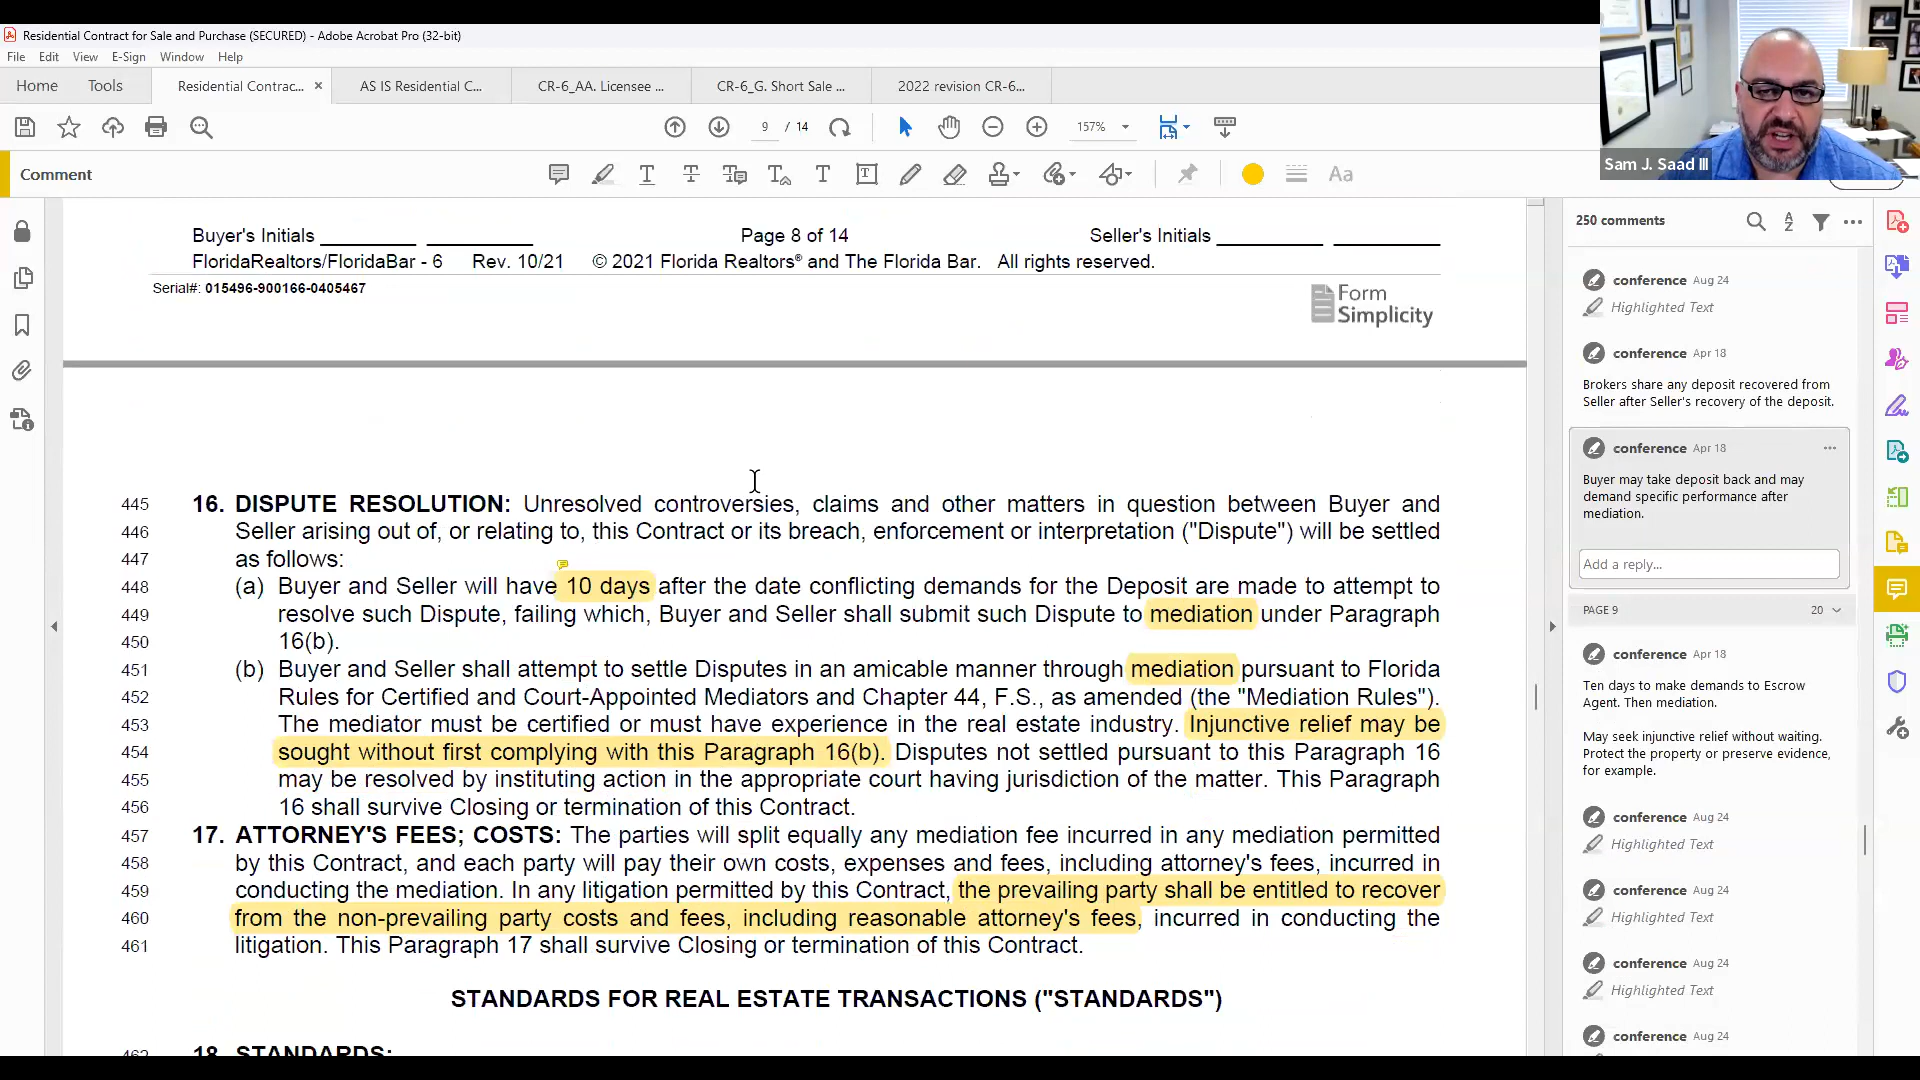 Residential Contract for Sale and Purchase (SECURED) - Adobe Acrobat Pro (32-bit)
File Edit View E-Sign Window Help
Home Tools Residential Contrac... × AS IS Residential C... CR-6_AA. Licensee ... CR-6_G. Short Sale ... 2022 revision CR-6...
9 / 14 157%
Sam J. Saad III
Comment
Aa
Buyer's Initials Page 8 of 14 Seller's Initials
FloridaRealtors/FloridaBar - 6 Rev. 10/21 © 2021 Florida Realtors® and The Florida Bar. All rights reserved.
Serial#: 015496-900166-0405467
Form
Simplicity
445 16. DISPUTE RESOLUTION: Unresolved controversies, claims and other matters in question between Buyer and
446 Seller arising out of, or relating to, this Contract or its breach, enforcement or interpretation ("Dispute") will be settled
447 as follows:
448 (a) Buyer and Seller will have 10 days after the date conflicting demands for the Deposit are made to attempt to
449 resolve such Dispute, failing which, Buyer and Seller shall submit such Dispute to mediation under Paragraph
450 16(b).
451 (b) Buyer and Seller shall attempt to settle Disputes in an amicable manner through mediation pursuant to Florida
452 Rules for Certified and Court-Appointed Mediators and Chapter 44, F.S., as amended (the "Mediation Rules").
453 The mediator must be certified or must have experience in the real estate industry. Injunctive relief may be
454 sought without first complying with this Paragraph 16(b). Disputes not settled pursuant to this Paragraph 16
455 may be resolved by instituting action in the appropriate court having jurisdiction of the matter. This Paragraph
456 16 shall survive Closing or termination of this Contract.
457 17. ATTORNEY'S FEES; COSTS: The parties will split equally any mediation fee incurred in any mediation permitted
458 by this Contract, and each party will pay their own costs, expenses and fees, including attorney's fees, incurred in
459 conducting the mediation. In any litigation permitted by this Contract, the prevailing party shall be entitled to recover
460 from the non-prevailing party costs and fees, including reasonable attorney's fees, incurred in conducting the
461 litigation. This Paragraph 17 shall survive Closing or termination of this Contract.
STANDARDS FOR REAL ESTATE TRANSACTIONS ("STANDARDS")
462 18. STANDARDS:
250 comments
conference Aug 24
Highlighted Text
conference Apr 18
Brokers share any deposit recovered from
Seller after Seller's recovery of the deposit.
conference Apr 18
Buyer may take deposit back and may
demand specific performance after
mediation.
Add a reply...
PAGE 9 20
conference Apr 18
Ten days to make demands to Escrow
Agent. Then mediation.
May seek injunctive relief without waiting.
Protect the property or preserve evidence,
for example.
conference Aug 24
Highlighted Text
conference Aug 24
Highlighted Text
conference Aug 24
Highlighted Text
conference Aug 24